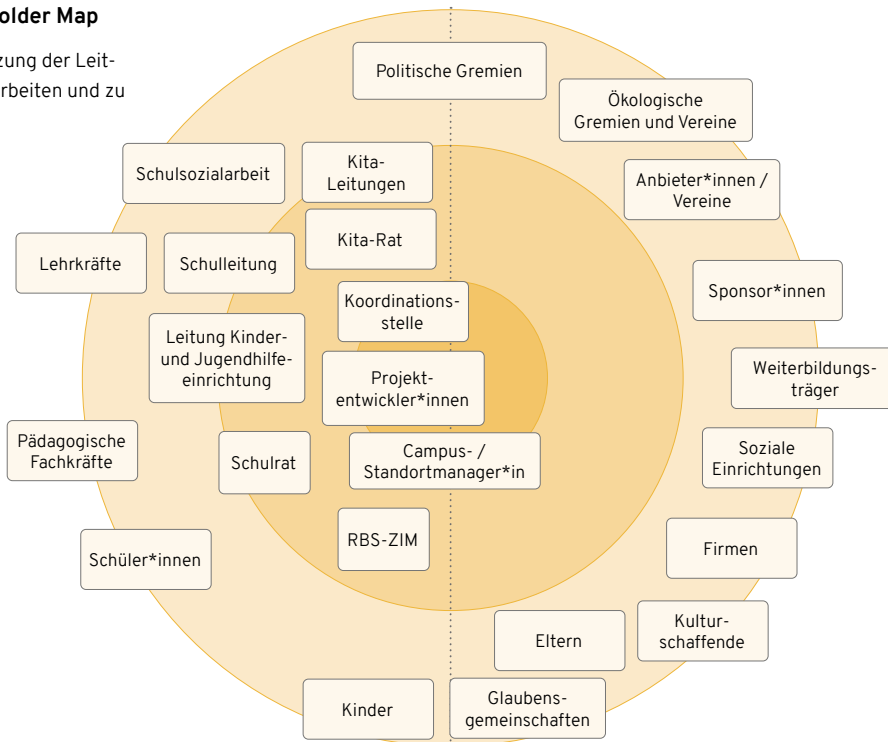 older Map
zung der Leit-
rbeiten und zu
Politische Gremien
Ökologische
Gremien und Vereine
Schulsozialarbeit
Kita-
Leitungen
Anbieter*innen /
Vereine
Kita-Rat
Lehrkräfte
Schulleitung
Koordinations-
stelle
Sponsor*innen
Leitung Kinder-
und Jugendhilfe-
einrichtung
Projekt-
entwickler*innen
Weiterbildungs-
träger
Pädagogische
Fachkräfte
Schulrat
Campus- /
Standortmanager*in
Soziale
Einrichtungen
RBS-ZIM
Schüler*innen
Firmen
Eltern
Kultur-
schaffende
Kinder
Glaubens-
gemeinschaften